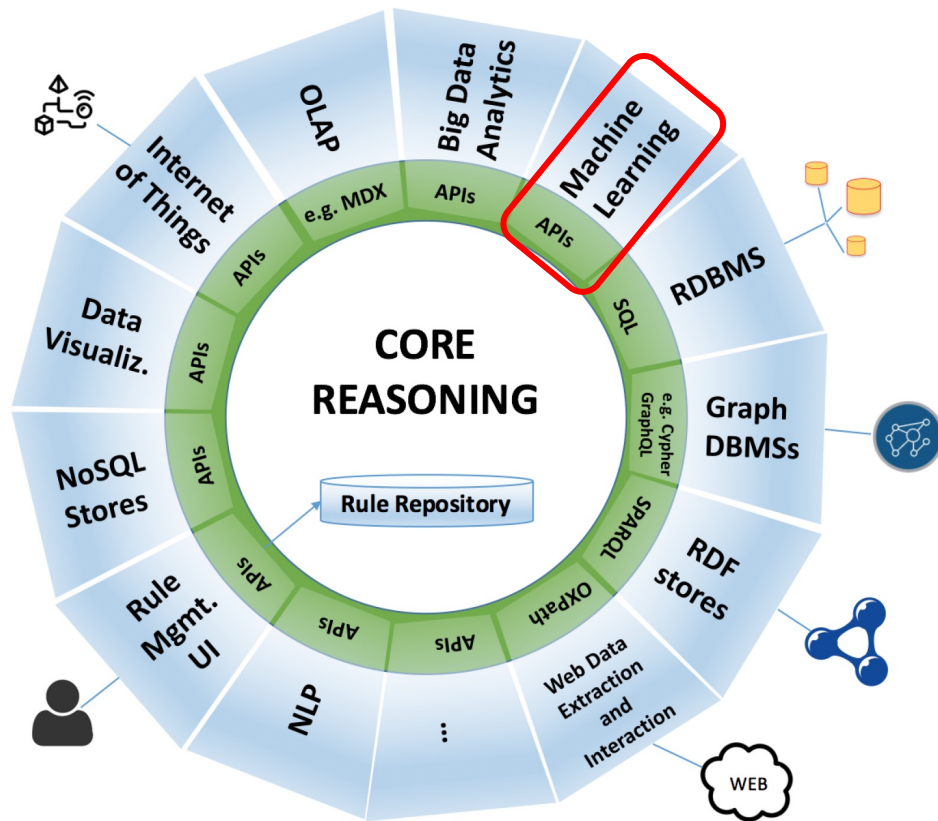 OLAP
e.g. MDX
Big Data
Analytics
APIs
Machine
Learning
APIs
RDBMS
SQL
Graph
DBMSs
e.g. Cypher
GraphQL
RDF
stores
SPARQL
Web Data
Extraction
and
Interaction
OXPath
WEB
...
APIs
NLP
APIs
Rule
Mgmt.
UI
APIs
NoSQL
Stores
APIs
Data
Visualiz.
APIs
Internet
of Things
APIs
CORE
REASONING
Rule Repository